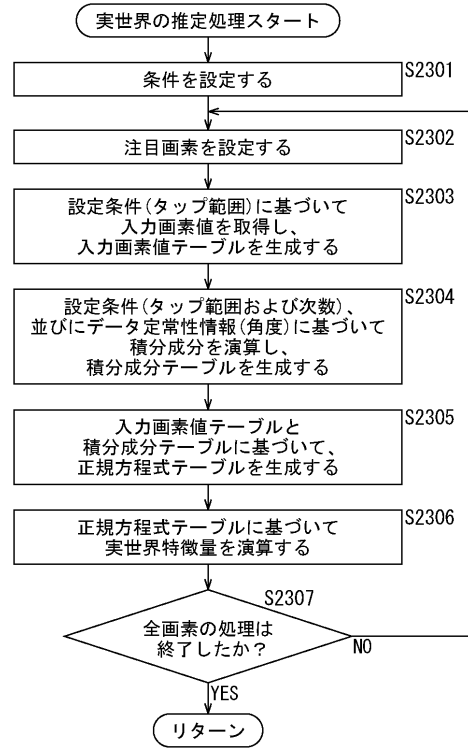 実世界の推定処理スタート
条件を設定する
S2301
注目画素を設定する
S2302
設定条件(タップ範囲)に基づいて
入力画素値を取得し、
入力画素値テーブルを生成する
S2303
設定条件(タップ範囲および次数)、
並びにデータ定常性情報(角度)に基づいて
積分成分を演算し、
積分成分テーブルを生成する
S2304
入力画素値テーブルと
積分成分テーブルに基づいて、
正規方程式テーブルを生成する
S2305
正規方程式テーブルに基づいて
実世界特徴量を演算する
S2306
S2307
全画素の処理は
終了したか?
NO
YES
リターン